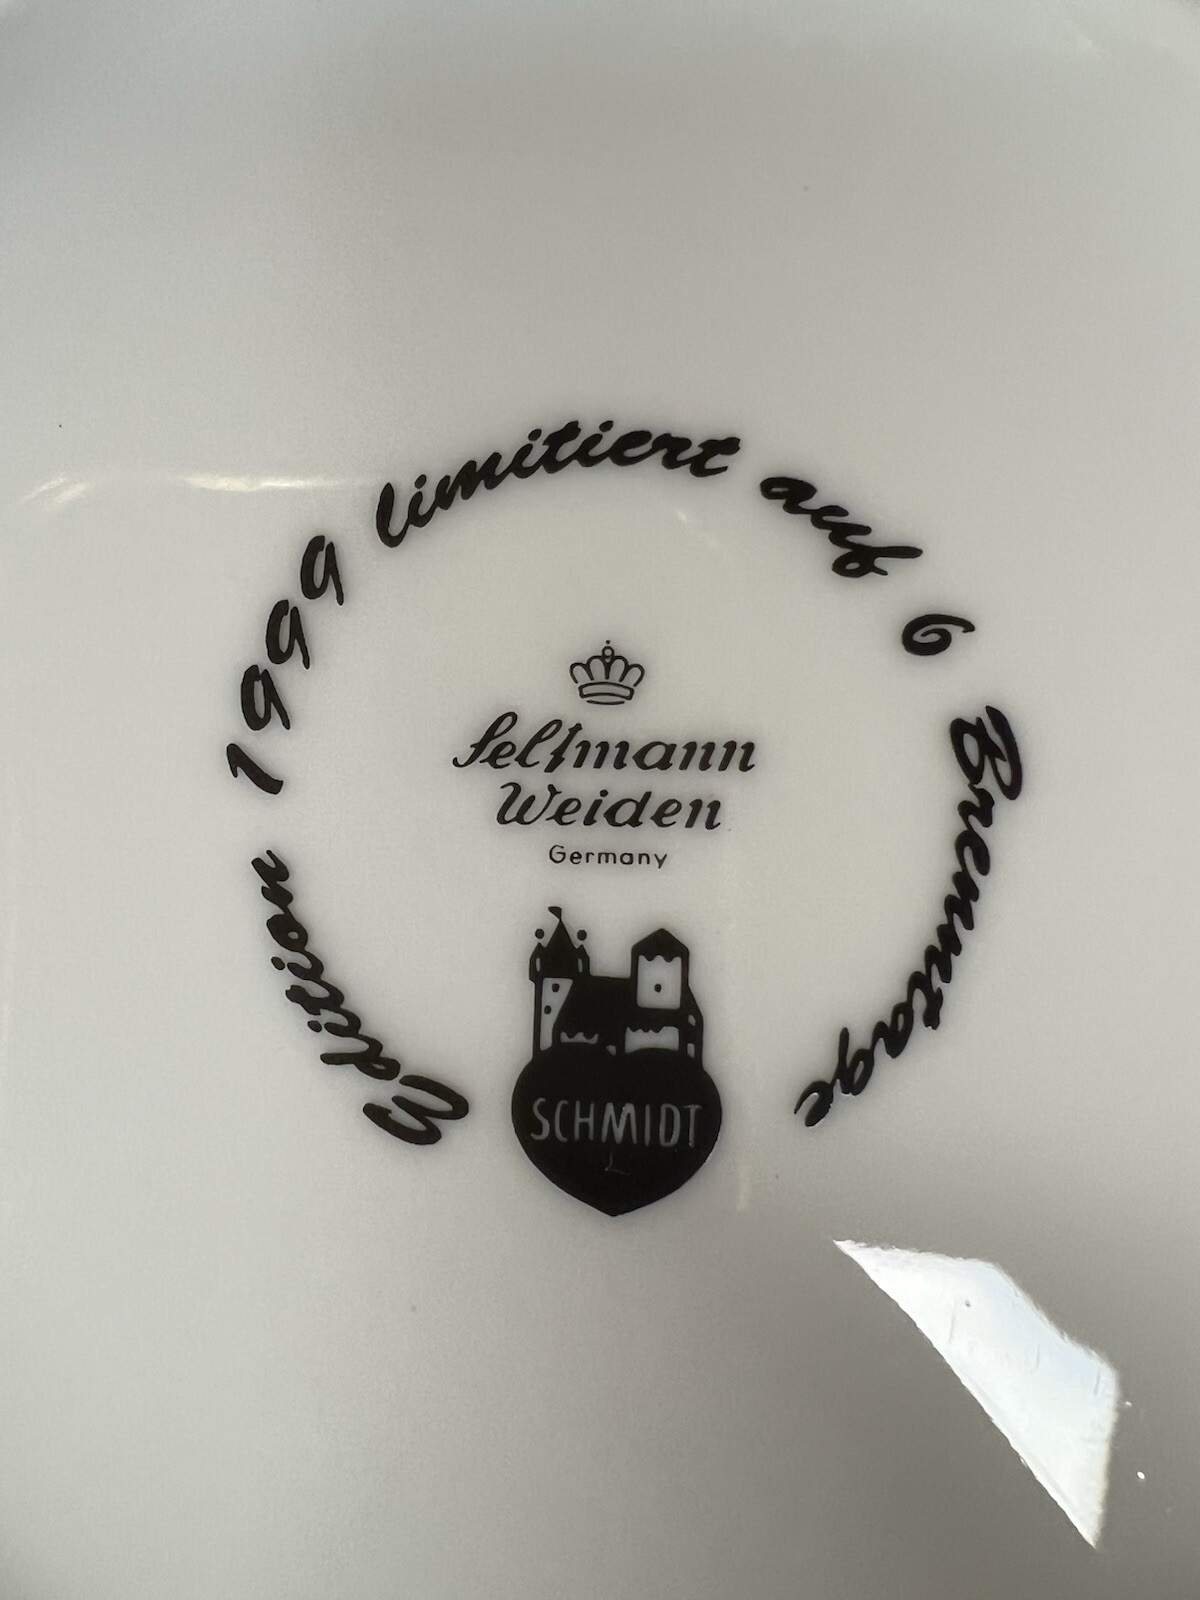 Edition 1999 limitiert auf 6 Brenntage
Seltmann
Weiden
Germany
SCHMIDT